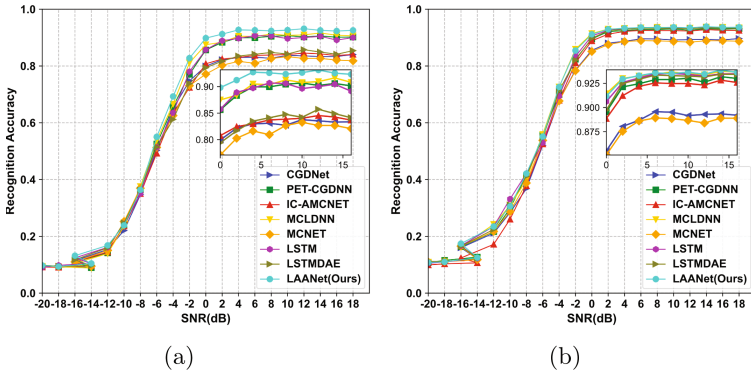 1.0
0.8
0.6
0.4
0.2
0.0
Recognition Accuracy
0.90
0.85
0.80
0 5 10 15
CGDNet
PET-CGDNN
IC-AMCNET
MCLDNN
MCNET
LSTM
LSTMDAE
LAANet(Ours)
-20 -18 -16 -14 -12 -10 -8 -6 -4 -2 0 2 4 6 8 10 12 14 16 18
SNR(dB)
(a)
1.0
0.8
0.6
0.4
0.2
0.0
Recognition Accuracy
0.925
0.900
0.875
0 5 10 15
CGDNet
PET-CGDNN
IC-AMCNET
MCLDNN
MCNET
LSTM
LSTMDAE
LAANet(Ours)
-20 -18 -16 -14 -12 -10 -8 -6 -4 -2 0 2 4 6 8 10 12 14 16 18
SNR(dB)
(b)